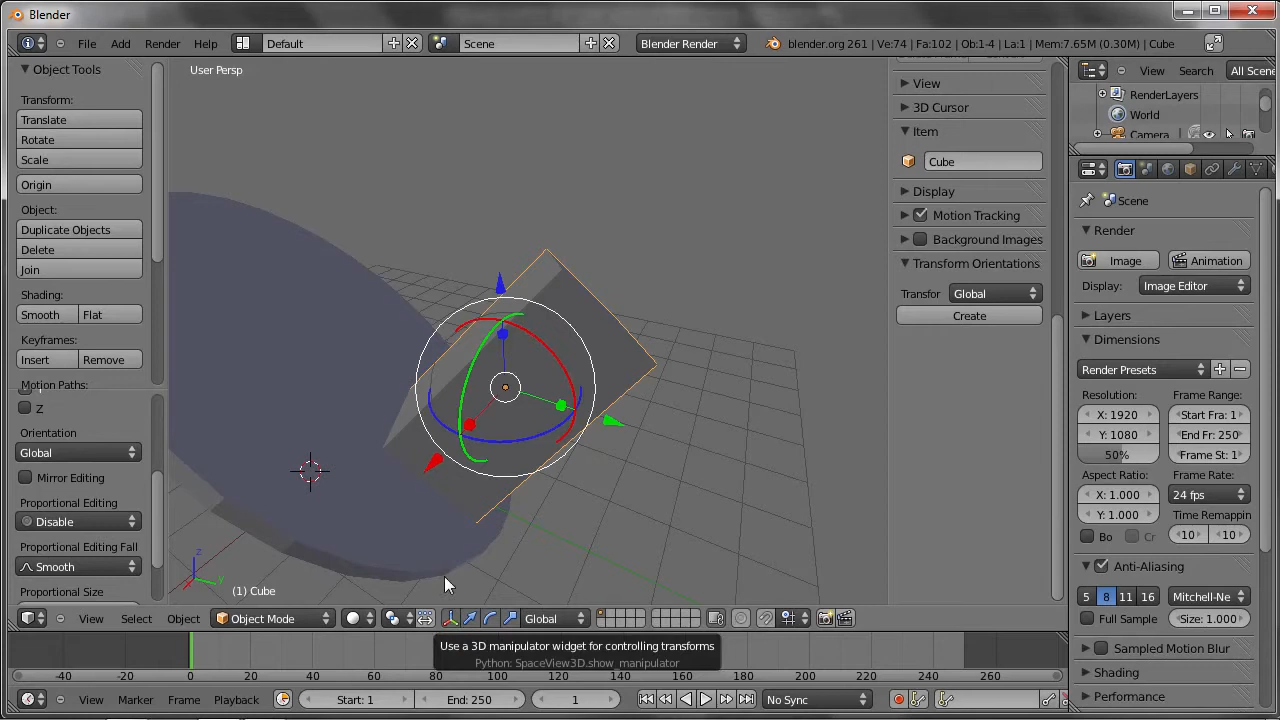 Blender
File Add Render Help Default Scene Blender Render blender.org 261 | Ve:74 | Fa:102 | Ob:1-4 | La:1 | Mem:7.65M (0.30M) | Cube
Object Tools
Transform:
Translate
Rotate
Scale
Origin
Object:
Duplicate Objects
Delete
Join
Shading:
Smooth Flat
Keyframes:
Insert Remove
Motion Paths:
Z
Orientation
Global
Mirror Editing
Proportional Editing
Disable
Proportional Editing Fall
Smooth
Proportional Size
User Persp
z
y
x
(1) Cube
View
3D Cursor
Item
Cube
Display
Motion Tracking
Background Images
Transform Orientations
Transfor Global
Create
View Search All Scene
RenderLayers
World
Camera
Scene
Render
Image Animation
Display: Image Editor
Layers
Dimensions
Render Presets
Resolution: Frame Range:
X: 1920 Start Fra: 1
Y: 1080 End Fr: 250
50% Frame St: 1
Aspect Ratio: Frame Rate:
X: 1.000 24 fps
Y: 1.000 Time Remappin
Bo Cr 10 10
Anti-Aliasing
5 8 11 16 Mitchell-Ne
Full Sample Size: 1.000
Sampled Motion Blur
Shading
Performance
View Select Object Object Mode Global
Use a 3D manipulator widget for controlling transforms
Python: SpaceView3D.show_manipulator
-40 -20 0 20 40 60 80 100 120 140 160 180 200 220 240 260
View Marker Frame Playback Start: 1 End: 250 1 No Sync